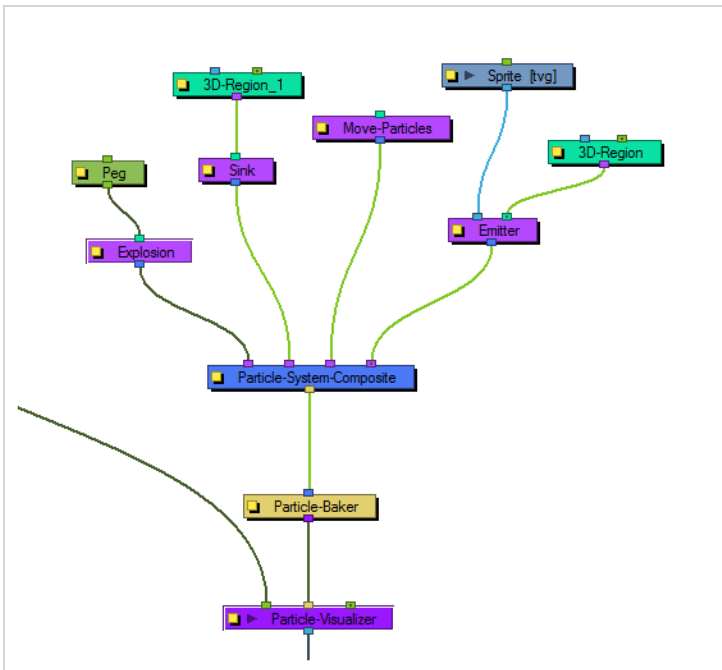 Sprite [tvg]
3D-Region_1
Move-Particles
3D-Region
Peg
Sink
Emitter
Explosion
Particle-System-Composite
Particle-Baker
Particle-Visualizer